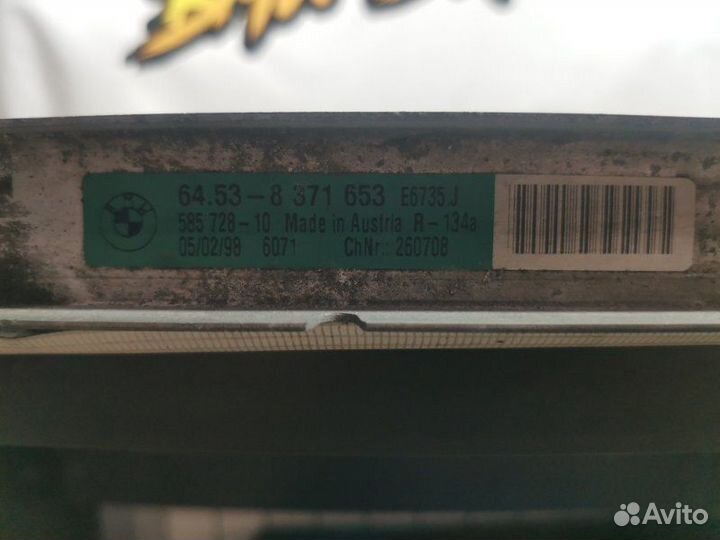 64.53-8 371 653 E6735.J
585 728-10 Made in Austria R-134a
05/02/98 6071 ChNr.: 260708
BMW
Avito